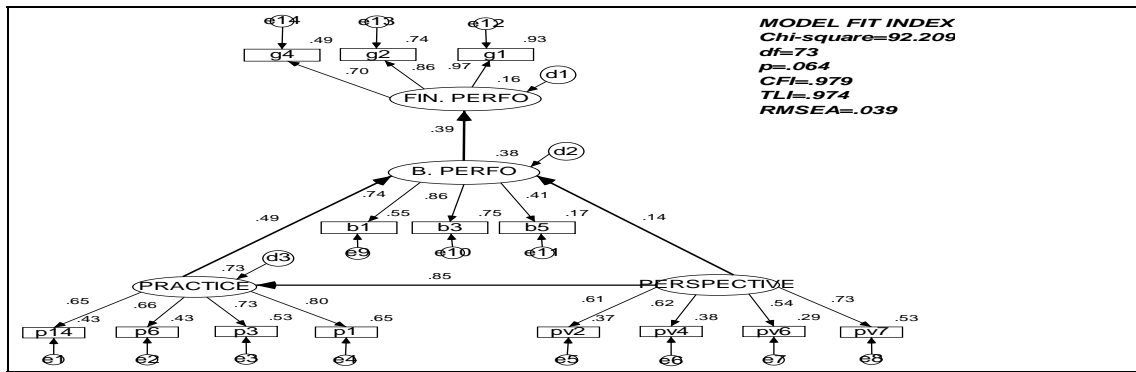 MODEL FIT INDEX
Chi-square=92.209
df=73
p=.064
CFI=.979
TLI=.974
RMSEA=.039
e14 e13 e12
.49 .74 .93
g4 g2 g1
.70 .86 .97 .16 d1
FIN. PERFO
.39
.38 d2
B. PERFO
.74 .86 .41
.49 .14
.55 .75 .17
b1 b3 b5
e9 e10 e11
.73 d3
.85
PRACTICE PERSPECTIVE
.65 .66 .73 .80 .61 .62 .54 .73
.43 .43 .53 .65 .37 .38 .29 .53
p14 p6 p3 p1 pv2 pv4 pv6 pv7
e1 e2 e3 e4 e5 e6 e7 e8